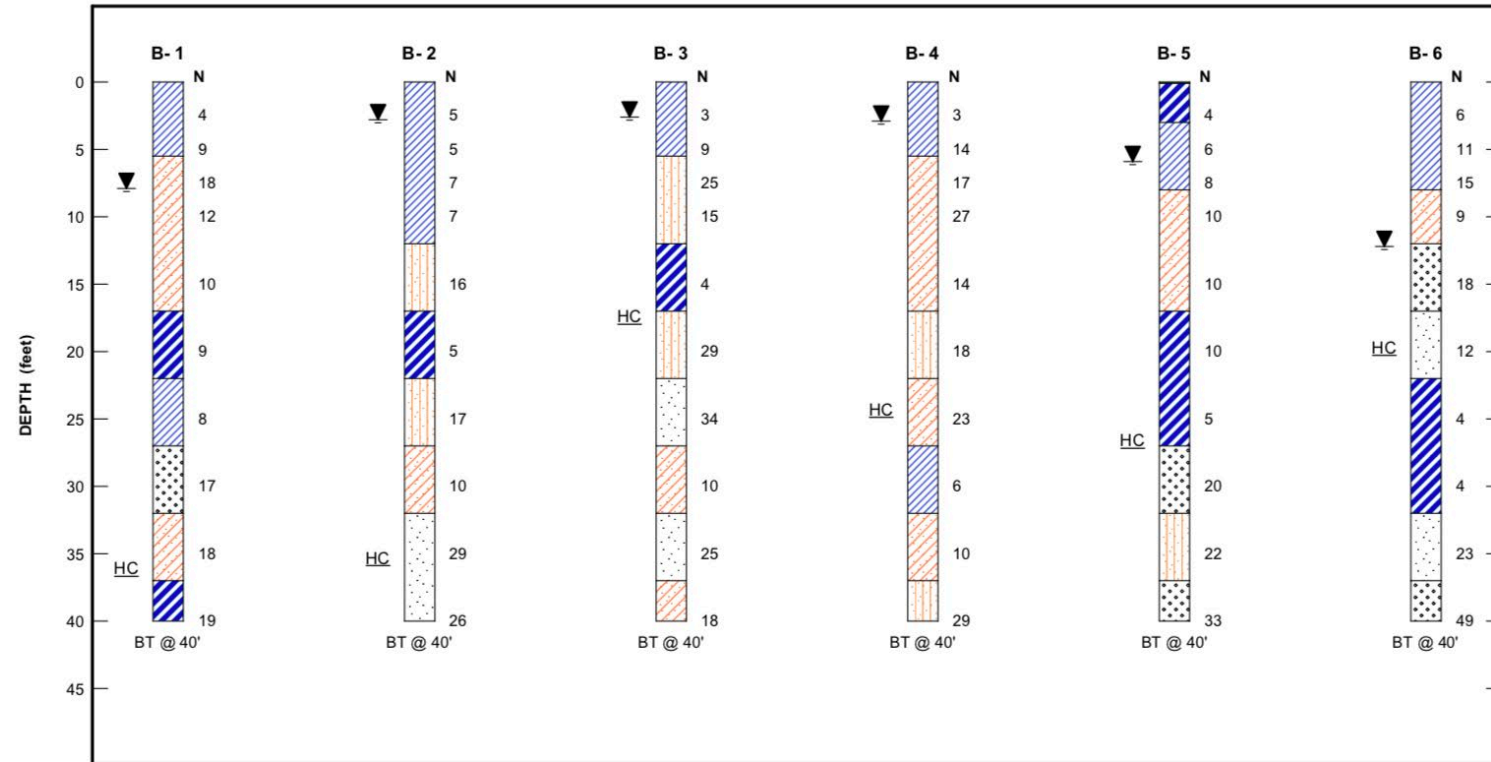 B- 1 B- 2 B- 3 B- 4 B- 5 B- 6
0 N N N N N N
4 5 3 3 4 6
5 9 5 9 14 6 11
18 7 25 17 8 15
10 12 7 15 27 10 9
15 10 16 4 14 10 18
HC
20 9 5 29 18 10 12
HC
25 8 17 34 23 5 4
HC
HC
30 17 10 10 6 20 4
35 18 29 25 10 22 23
HC HC
40 19 26 18 29 33 49
BT @ 40' BT @ 40' BT @ 40' BT @ 40' BT @ 40' BT @ 40'
45
DEPTH (feet)